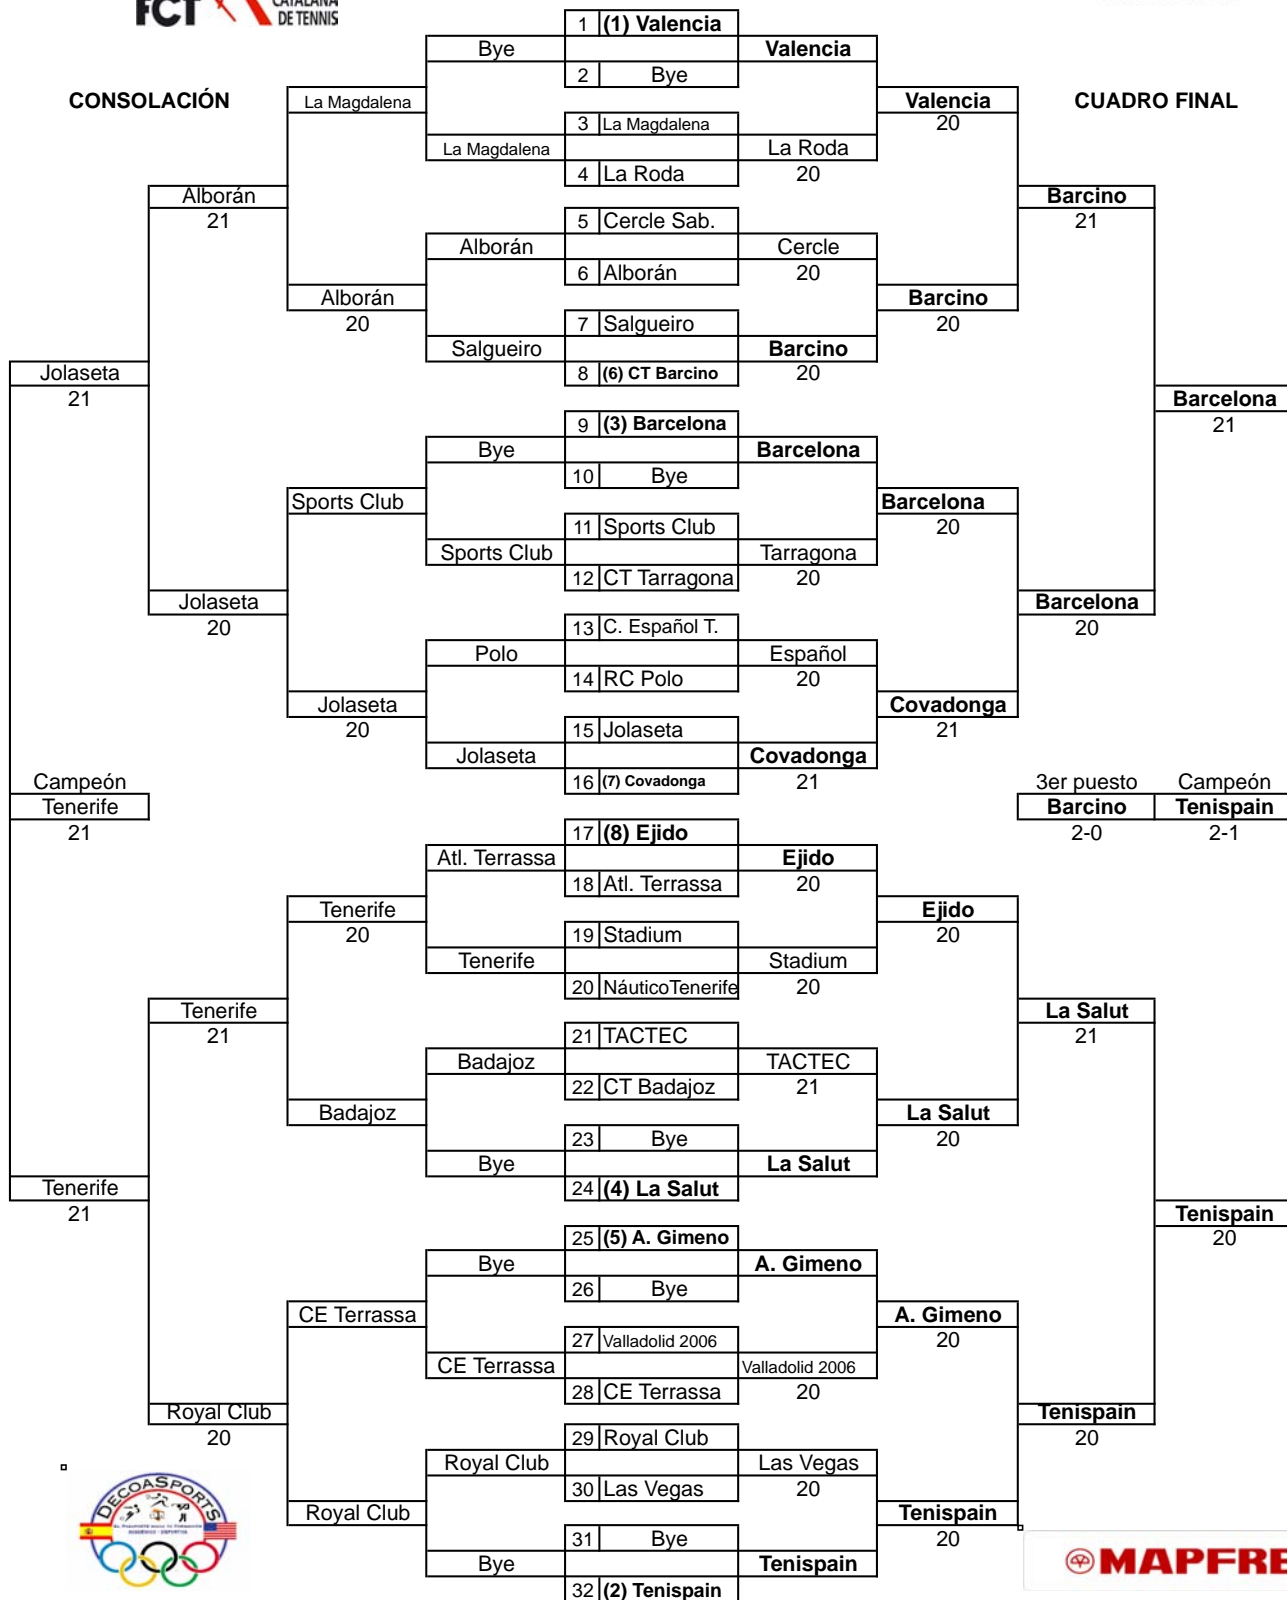 FCT
CATALANA
DE TENNIS
1 (1) Valencia
Bye Valencia
2 Bye
CONSOLACIÓN La Magdalena Valencia CUADRO FINAL
3 La Magdalena 20
La Magdalena La Roda
4 La Roda 20
Alborán Barcino
21 5 Cercle Sab. 21
Alborán Cercle
6 Alborán 20
Alborán Barcino
20 7 Salgueiro 20
Salgueiro Barcino
Jolaseta 8 (6) CT Barcino 20
21 Barcelona
9 (3) Barcelona 21
Bye Barcelona
10 Bye
Sports Club Barcelona
11 Sports Club 20
Sports Club Tarragona
12 CT Tarragona 20
Jolaseta Barcelona
20 13 C. Español T. 20
Polo Español
14 RC Polo 20
Jolaseta Covadonga
20 15 Jolaseta 21
Jolaseta Covadonga
Campeón 16 (7) Covadonga 21 3er puesto Campeón
Tenerife Barcino Tenispain
21 17 (8) Ejido 2-0 2-1
Atl. Terrassa Ejido
18 Atl. Terrassa 20
Tenerife Ejido
20 19 Stadium 20
Tenerife Stadium
20 NáuticoTenerife 20
Tenerife La Salut
21 21 TACTEC 21
Badajoz TACTEC
22 CT Badajoz 21
Badajoz La Salut
23 Bye 20
Bye La Salut
Tenerife 24 (4) La Salut
21 Tenispain
25 (5) A. Gimeno 20
Bye A. Gimeno
26 Bye
CE Terrassa A. Gimeno
27 Valladolid 2006 20
CE Terrassa Valladolid 2006
28 CE Terrassa 20
Royal Club Tenispain
20 29 Royal Club 20
Royal Club Las Vegas
30 Las Vegas 20
Royal Club Tenispain
31 Bye 20
Bye Tenispain
32 (2) Tenispain
DECOASPORTS
MAPFRE